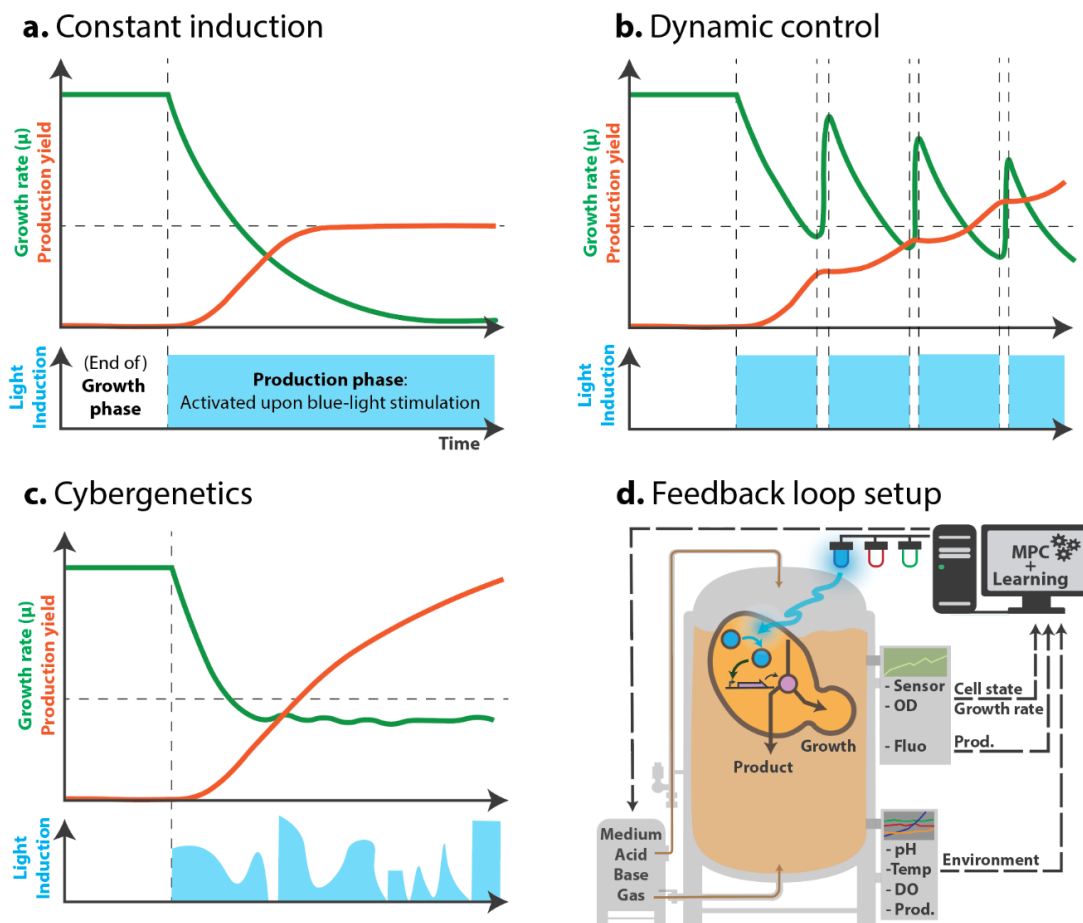 a. Constant induction
Growth rate (μ)
Production yield
Light
Induction
(End of)
Growth
phase
Production phase:
Activated upon blue-light stimulation
Time
b. Dynamic control
Growth rate (μ)
Production yield
Light
Induction
c. Cybergenetics
Growth rate (μ)
Production yield
Light
Induction
d. Feedback loop setup
MPC
+
Learning
- Sensor
- OD
- Fluo
Cell state
Growth rate
Prod.
Growth
Product
Medium
Acid
Base
Gas
- pH
-Temp
- DO
- Prod.
Environment